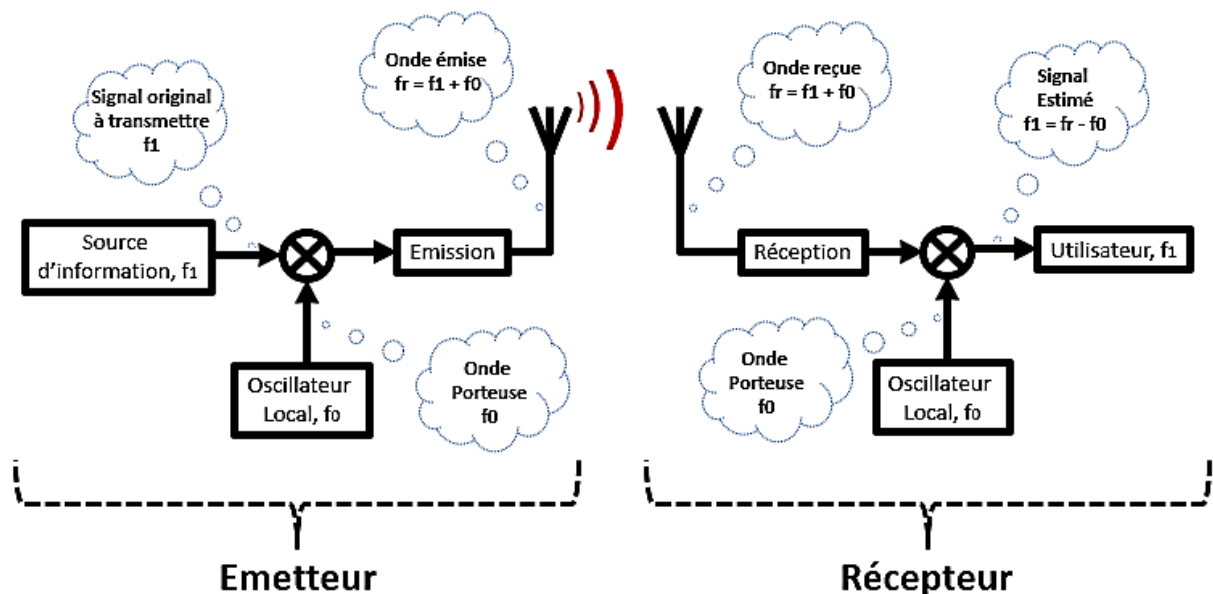 Signal original
à transmettre
f1
Onde émise
fr = f1 + f0
Onde reçue
fr = f1 + f0
Signal
Estimé
f1 = fr - f0
Source
d'information, f1
Emission
Réception
Utilisateur, f1
Oscillateur
Local, f0
Onde
Porteuse
f0
Onde
Porteuse
f0
Oscillateur
Local, f0
Emetteur
Récepteur